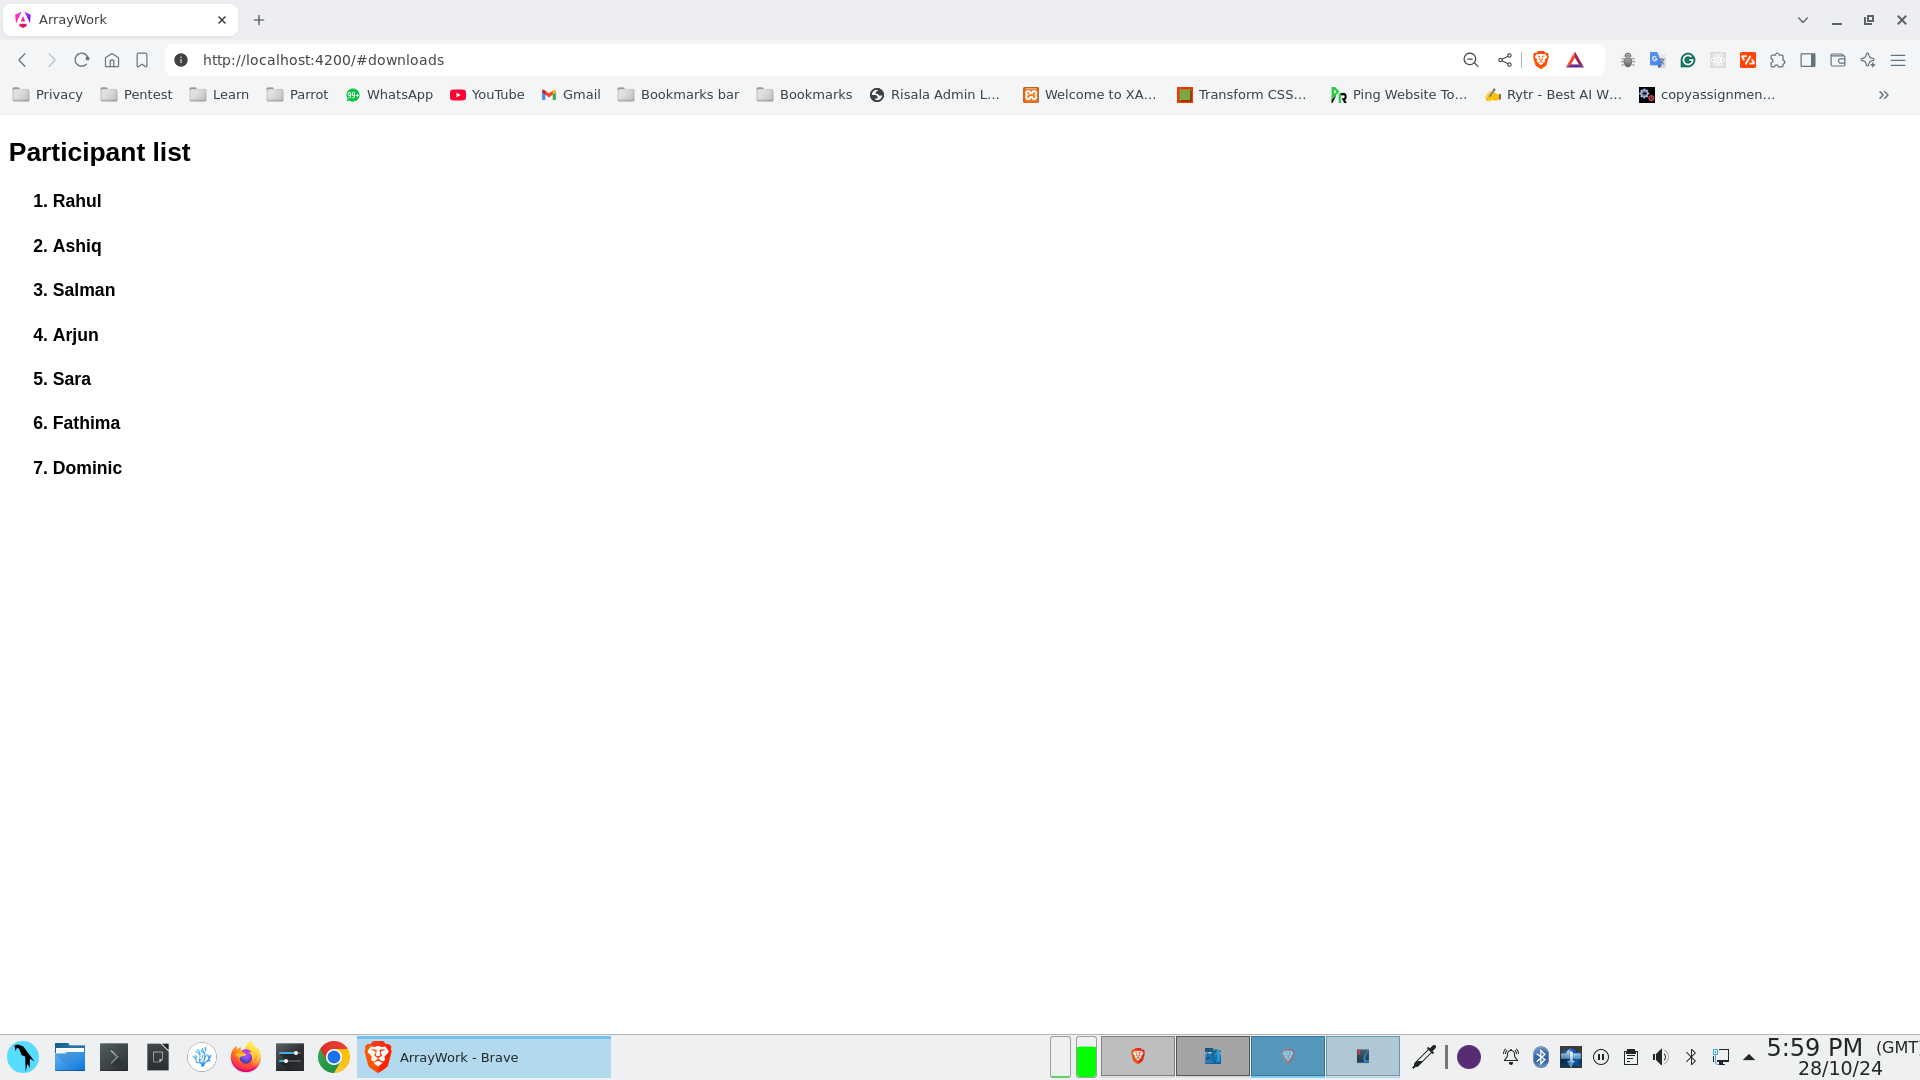 ArrayWork
http://localhost:4200/#downloads
Privacy Pentest Learn Parrot WhatsApp YouTube Gmail Bookmarks bar Bookmarks Risala Admin L... Welcome to XA... Transform CSS... Ping Website To... Rytr - Best AI W... copyassignmen...
Participant list
1. Rahul
2. Ashiq
3. Salman
4. Arjun
5. Sara
6. Fathima
7. Dominic
ArrayWork - Brave
5:59 PM (GMT
28/10/24